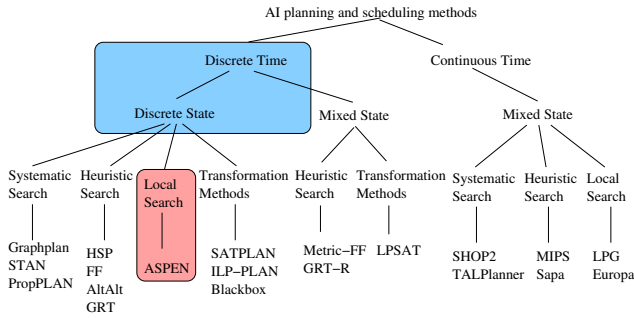 AI planning and scheduling methods
Discrete Time
Continuous Time
Discrete State
Mixed State
Mixed State
Systematic
Search
Heuristic
Search
Local
Search
Transformation
Methods
Heuristic
Search
Transformation
Methods
Systematic
Search
Heuristic
Search
Local
Search
Graphplan
STAN
PropPLAN
HSP
FF
AltAlt
GRT
ASPEN
SATPLAN
ILP-PLAN
Blackbox
Metric-FF
GRT-R
LPSAT
SHOP2
TALPlanner
MIPS
Sapa
LPG
Europa